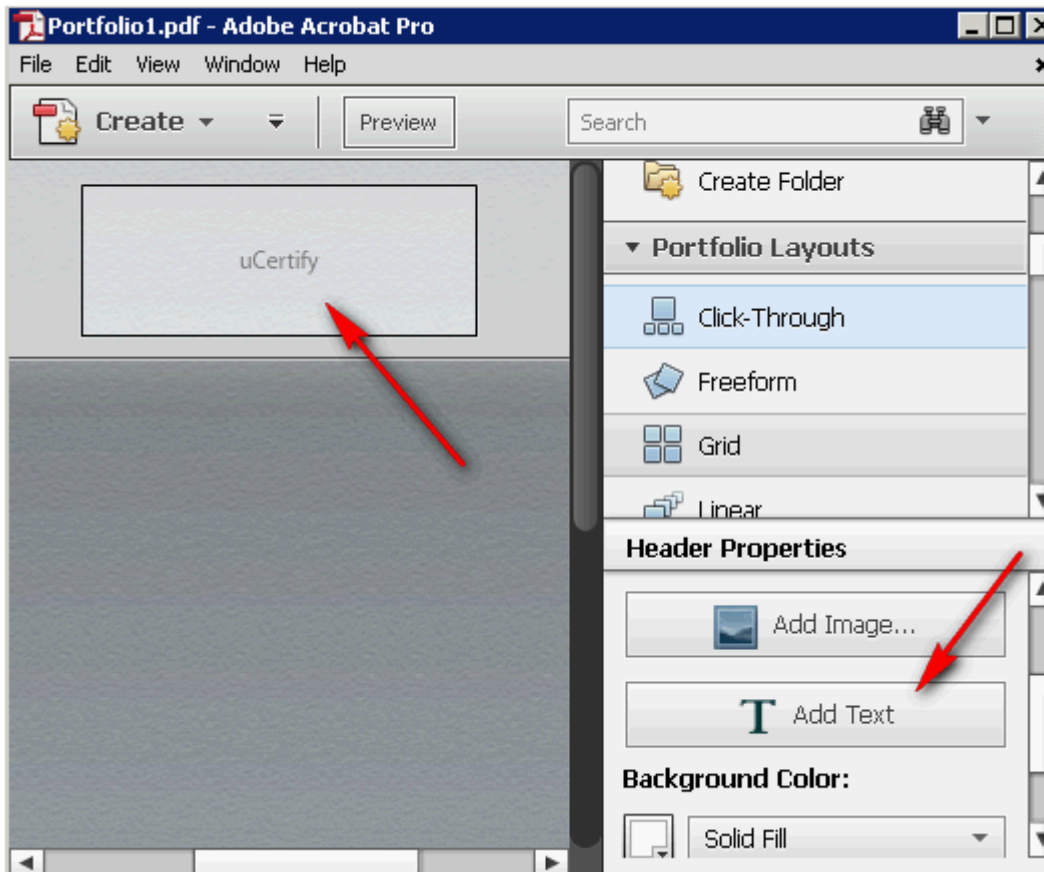 Portfolio1.pdf - Adobe Acrobat Pro
File Edit View Window Help
Create Preview Search
uCertify
Create Folder
Portfolio Layouts
Click-Through
Freeform
Grid
Linear
Header Properties
Add Image...
T Add Text
Background Color:
Solid Fill